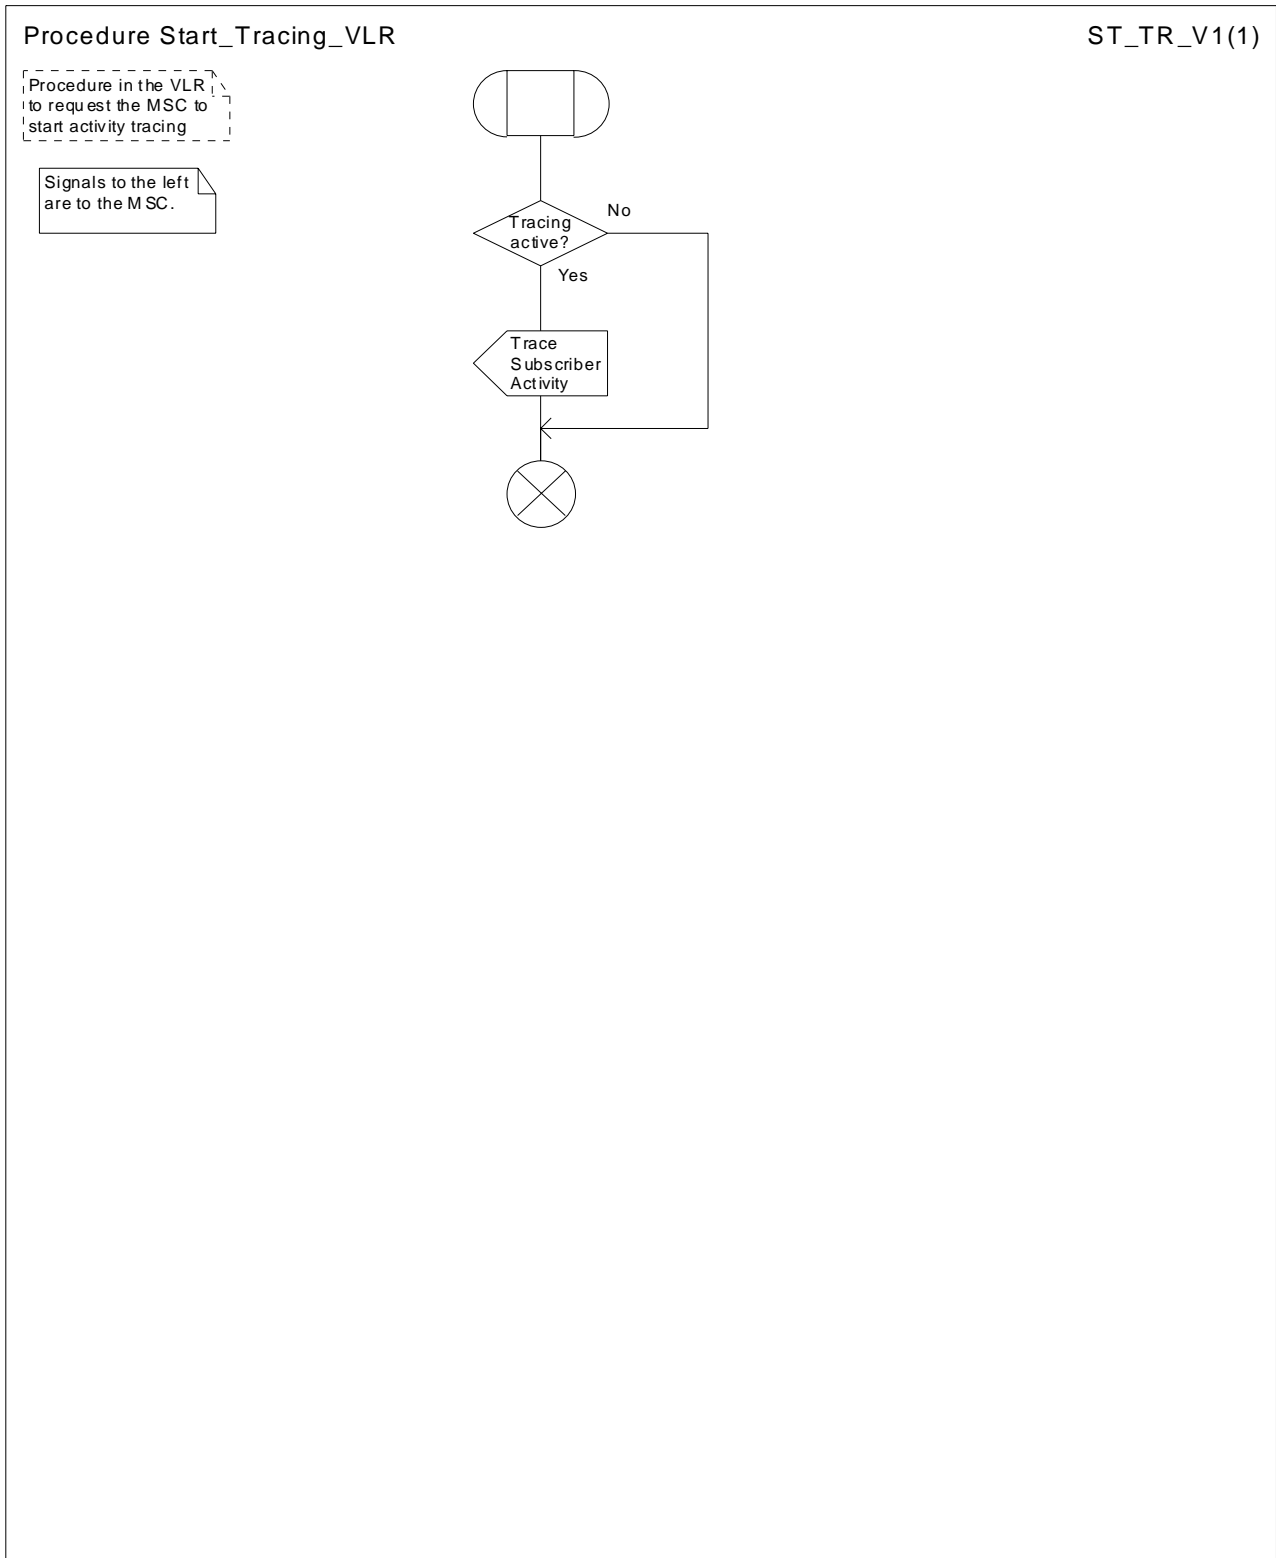 Procedure Start_Tracing_VLR
ST_TR_V1(1)
Procedure in the VLR
to request the MSC to
start activity tracing
Signals to the left
are to the MSC.
Tracing
active?
No
Yes
Trace
Subscriber
Activity